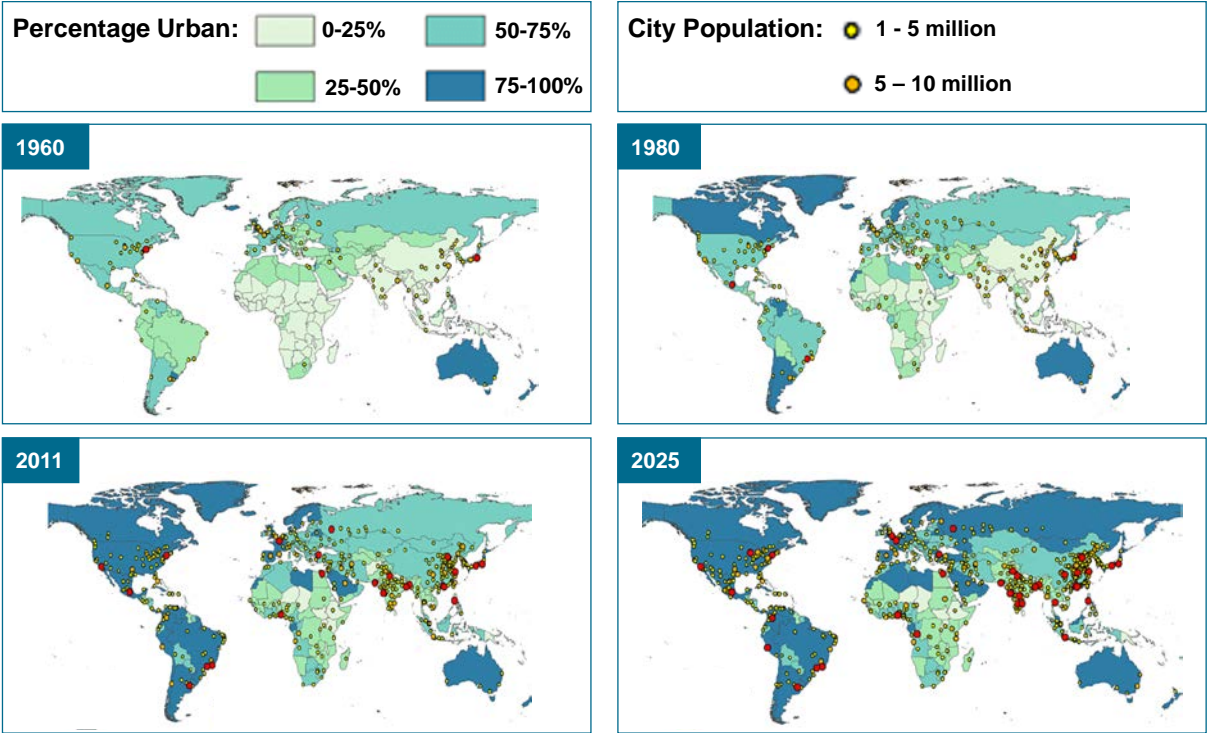 Percentage Urban: 0-25% 50-75%
25-50% 75-100%
City Population: 1 - 5 million
5 – 10 million
1960
1980
2011
2025